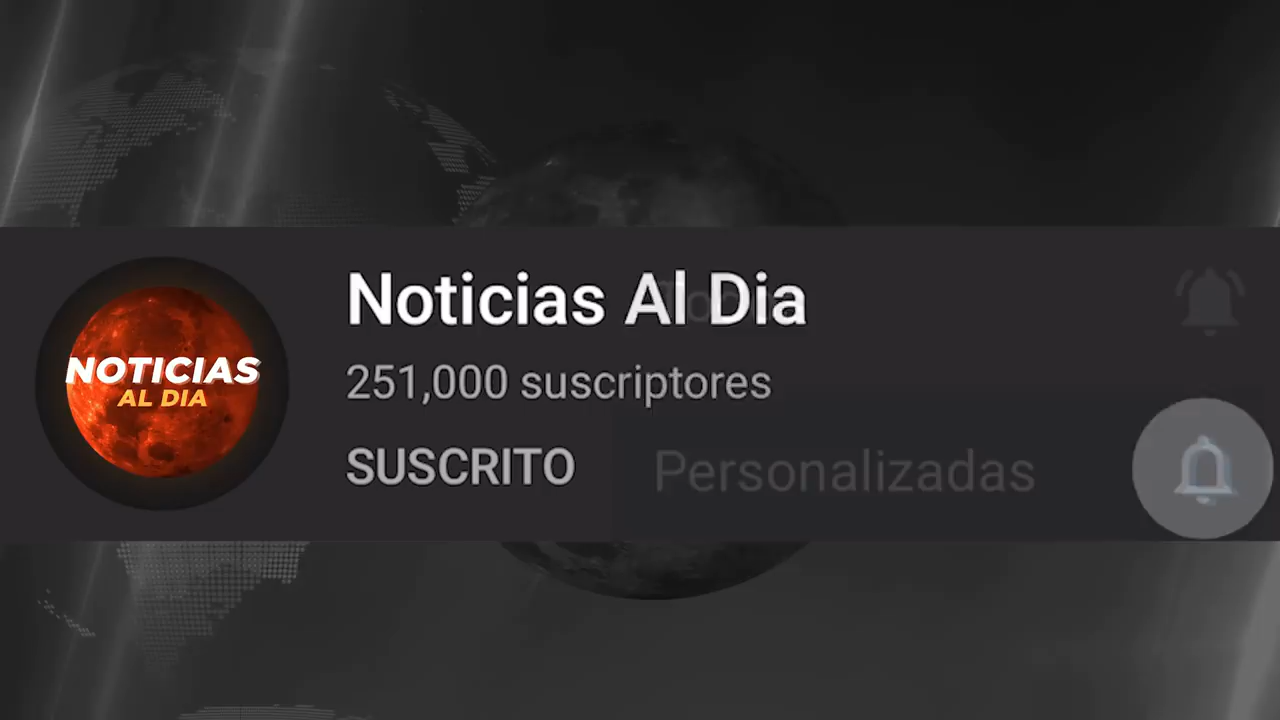 Noticias Al Dia
251,000 suscriptores
SUSCRITO
Personalizadas
NOTICIAS
AL DIA